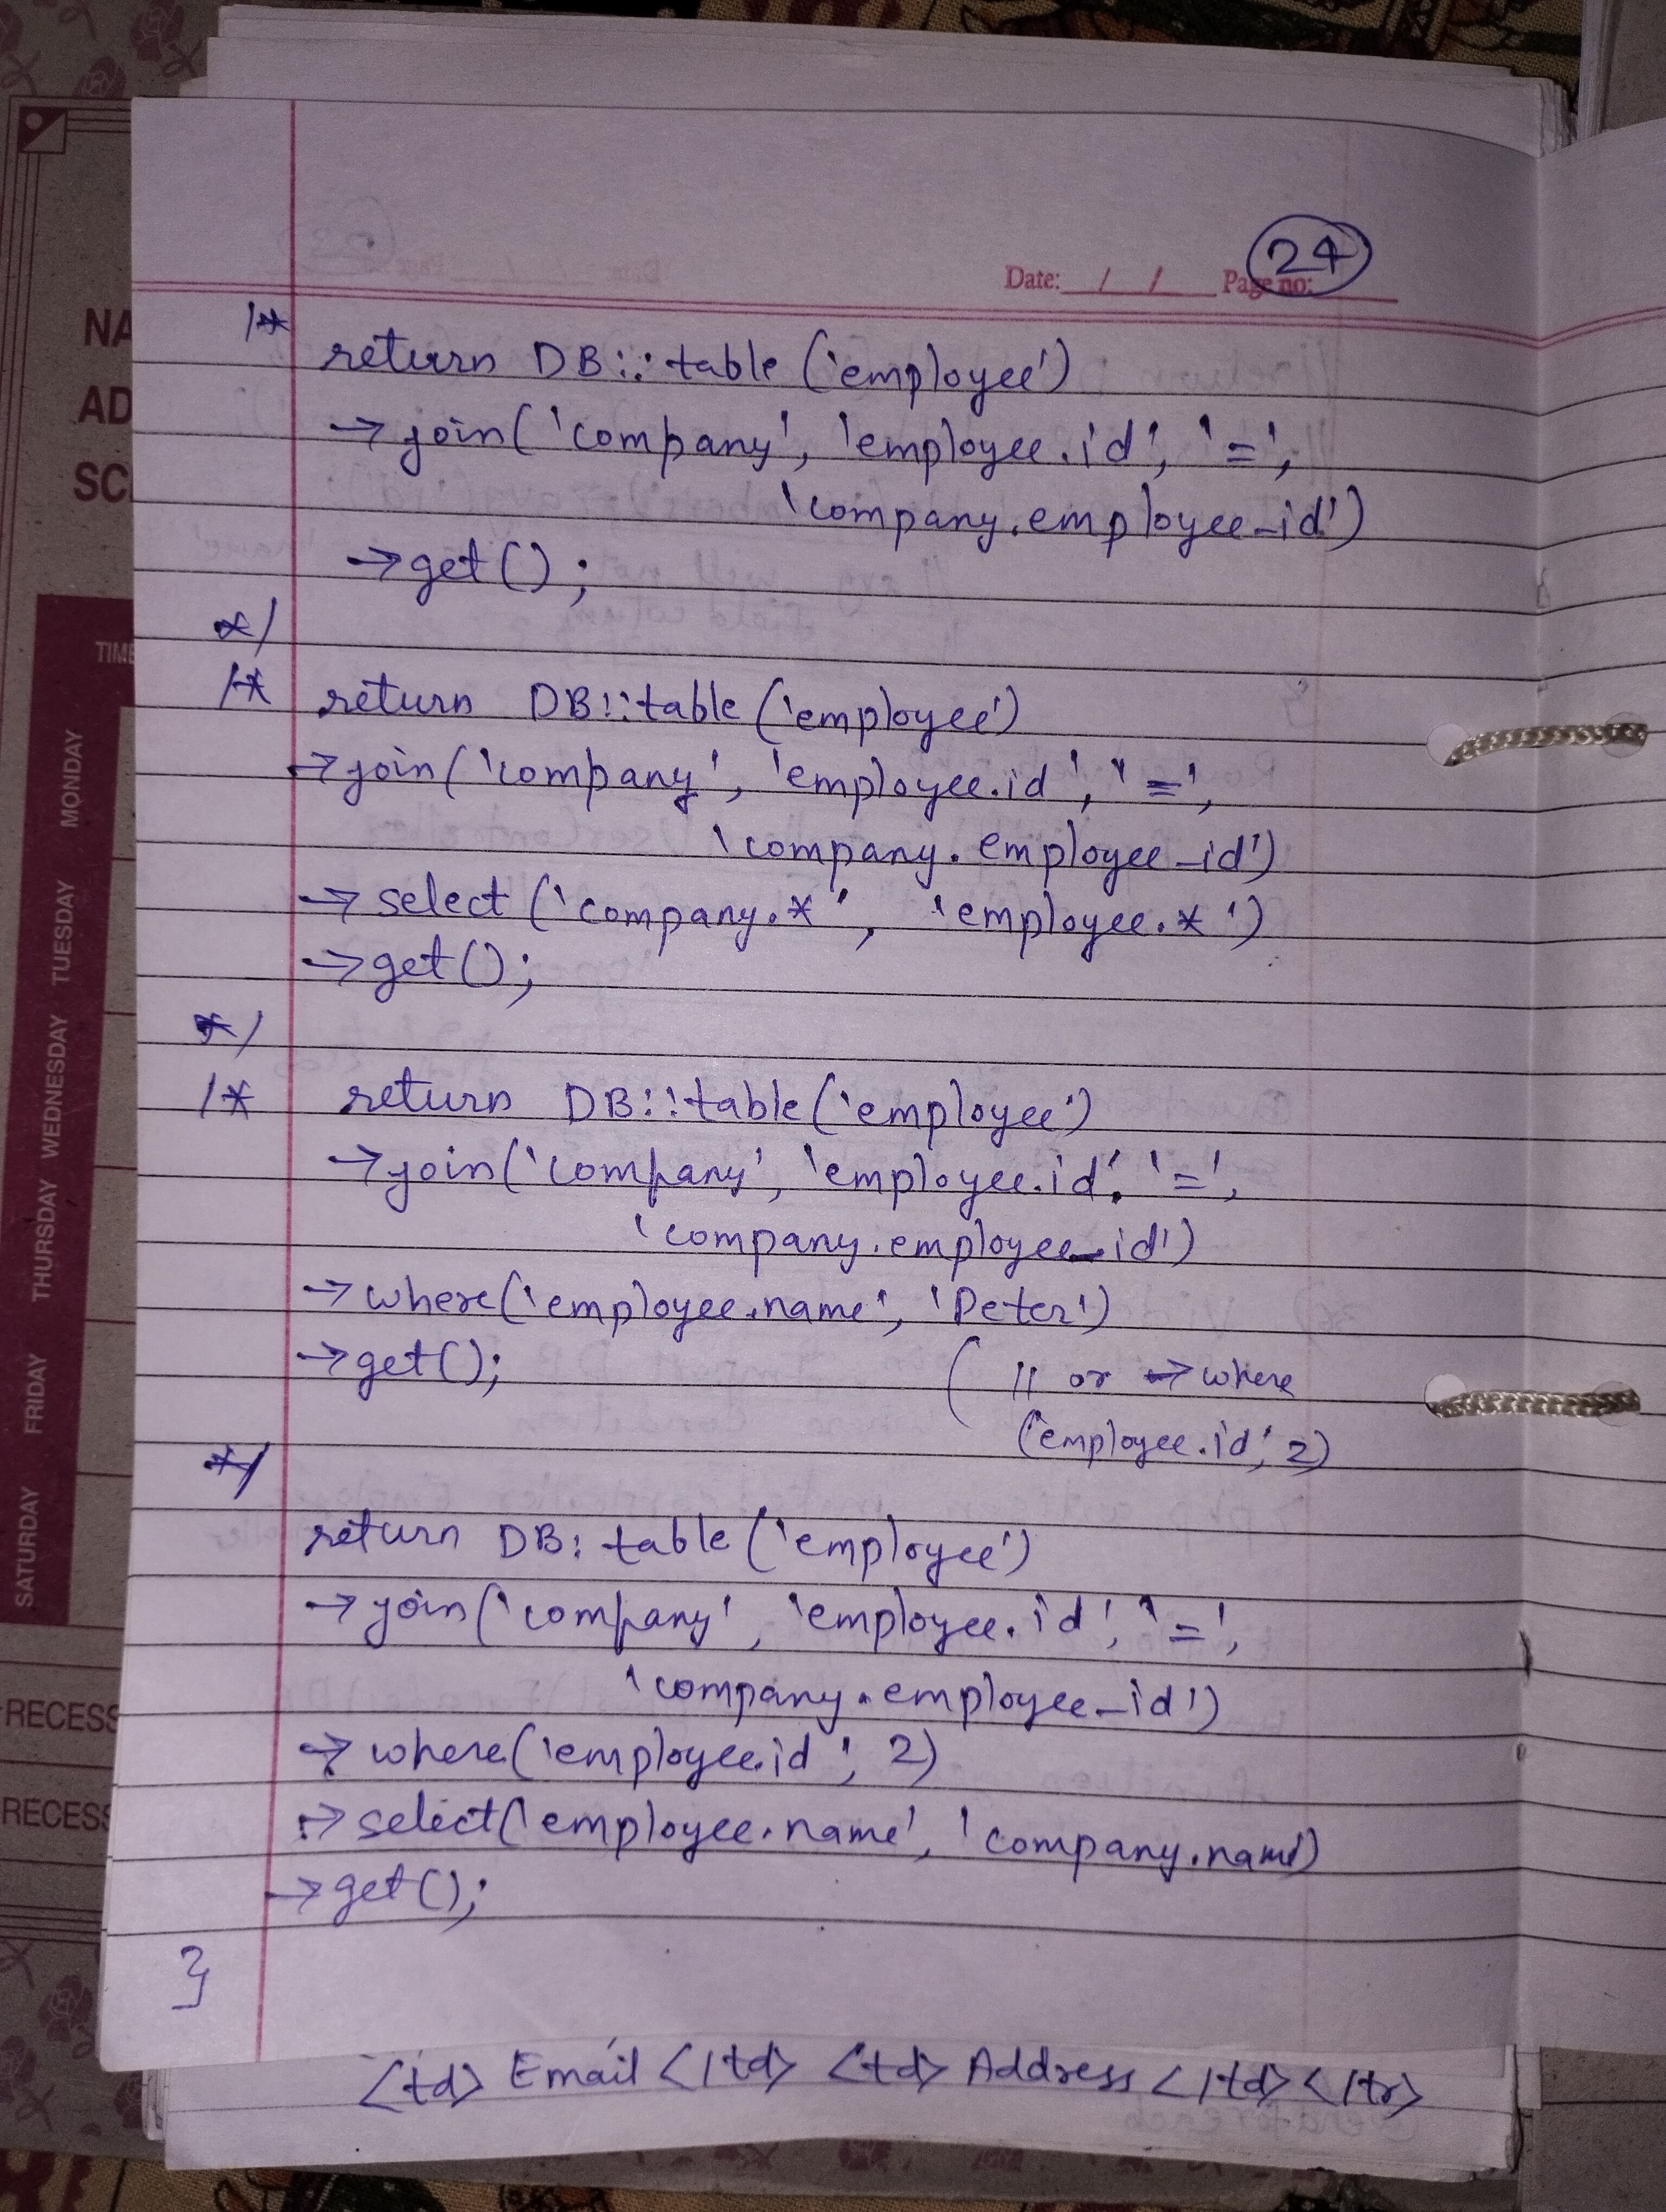 NA
AD
SC
TIME
MONDAY
TUESDAY
WEDNESDAY
THURSDAY
FRIDAY
SATURDAY
RECESS
RECESS
24
Date: / / Page no:
/* return DB::table('employee')
->join('company', 'employee.id', '=',
'company.employee_id')
->get();
*/
/* return DB::table('employee')
->join('company', 'employee.id', '=',
'company.employee_id')
->select('company.*', 'employee.*')
->get();
*/
/* return DB::table('employee')
->join('company', 'employee.id', '=',
'company.employee_id')
->where('employee.name', 'Peter')
->get(); ( // or ->where
('employee.id', 2)
*/
return DB: table('employee')
->join('company', 'employee.id', '=',
'company.employee_id')
->where('employee.id', 2)
->select('employee.name', 'company.name')
->get();
}
<td> Email </td> <td> Address </td> </tr>